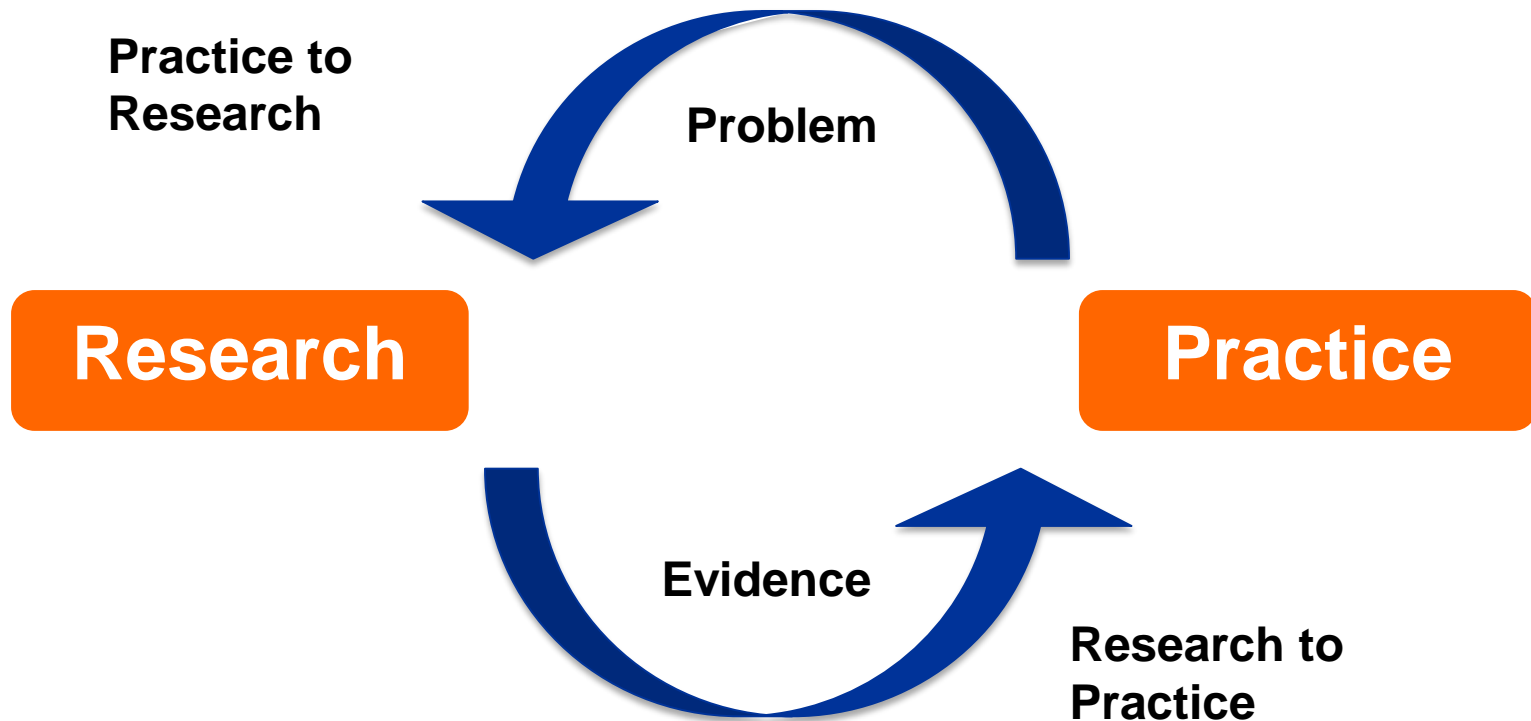 Practice to
Research
Problem
Research
Practice
Evidence
Research to
Practice